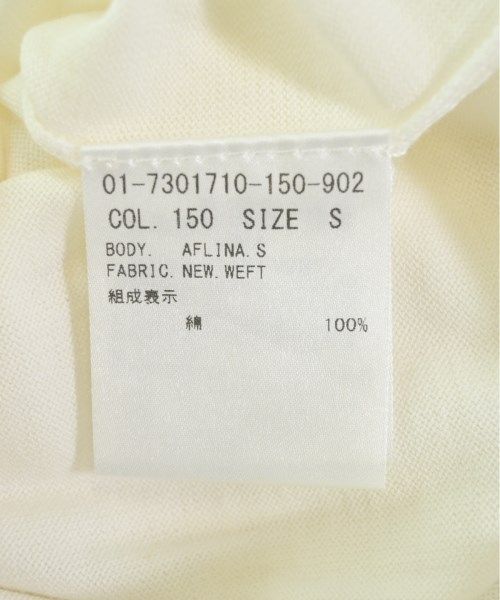 01-7301710-150-902
COL. 150 SIZE S
BODY. AFLINA.S
FABRIC. NEW.WEFT
組成表示
綿 100%